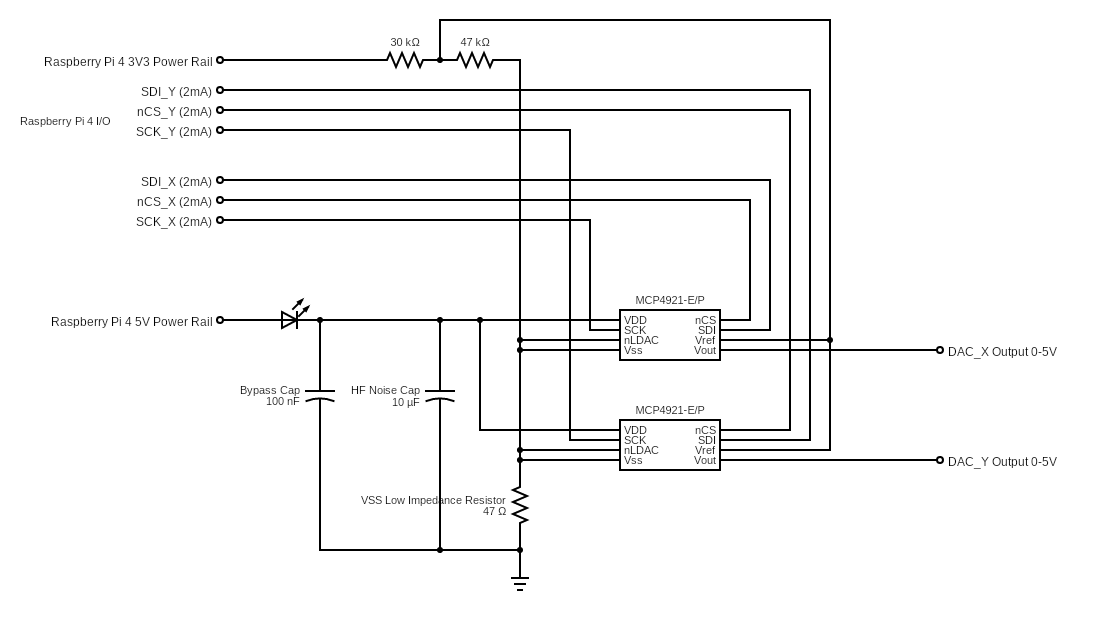 30 kΩ
47 kΩ
Raspberry Pi 4 3V3 Power Rail
SDI_Y (2mA)
nCS_Y (2mA)
Raspberry Pi 4 I/O
SCK_Y (2mA)
SDI_X (2mA)
nCS_X (2mA)
SCK_X (2mA)
MCP4921-E/P
Raspberry Pi 4 5V Power Rail
VDD nCS
SCK SDI
nLDAC Vref
Vss Vout
DAC_X Output 0-5V
Bypass Cap
100 nF
HF Noise Cap
10 µF
MCP4921-E/P
VDD nCS
SCK SDI
nLDAC Vref
Vss Vout
DAC_Y Output 0-5V
VSS Low Impedance Resistor
47 Ω